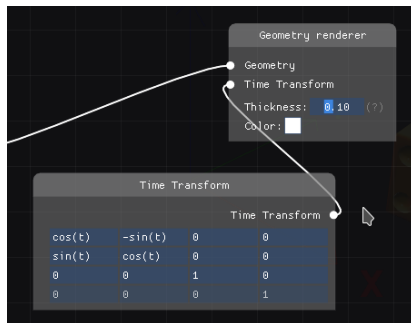 Geometry renderer
Geometry
Time Transform
Thickness: 0.10 (?)
Color:
Time Transform
Time Transform
cos(t) -sin(t) 0 0
sin(t) cos(t) 0 0
0 0 1 0
0 0 0 1